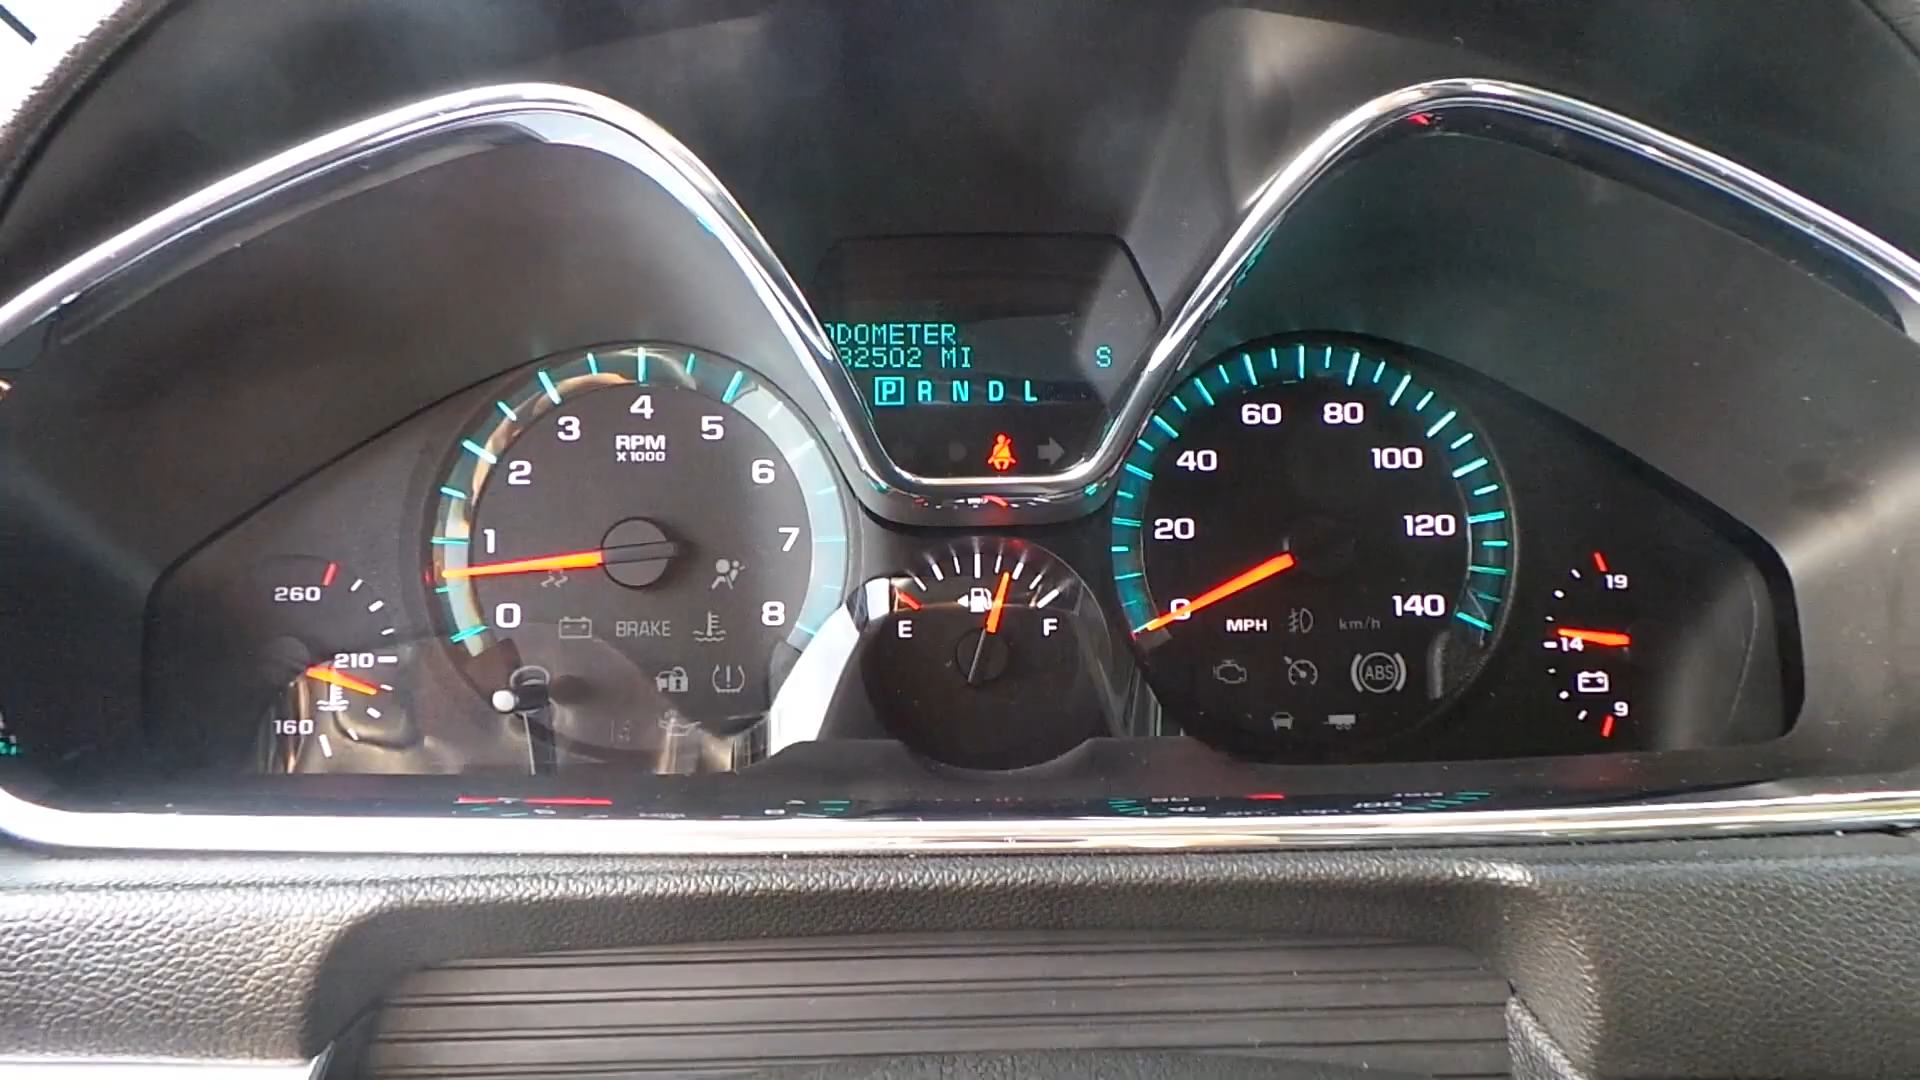 ODOMETER
32502 MI S
P R N D L
0 1 2 3 4 5 6 7 8
RPM
X1000
BRAKE
260
210
160
E F
0 20 40 60 80 100 120 140
MPH km/h
ABS
19
14
9